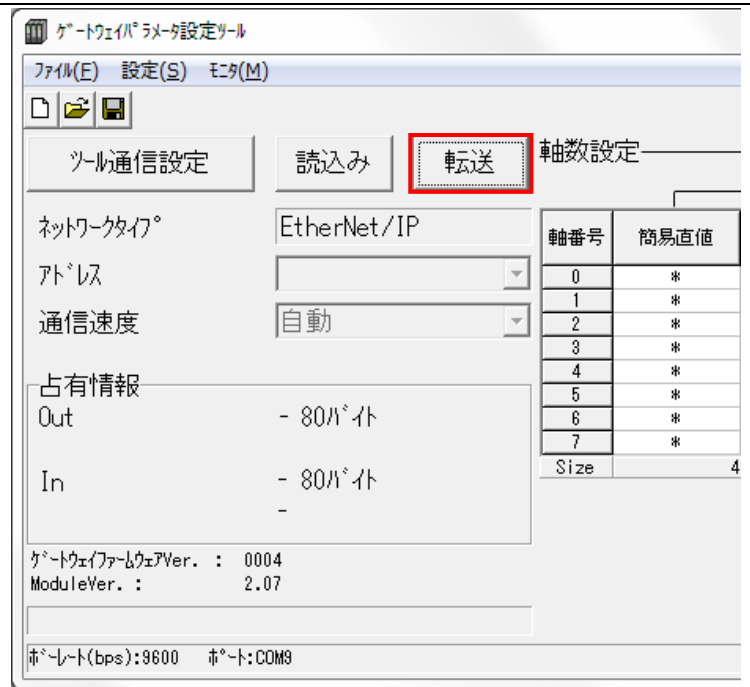 ｹﾞｰﾄｳｪｲﾊﾟﾗﾒｰﾀ設定ﾂｰﾙ
ﾌｧｲﾙ(F) 設定(S) ﾓﾆﾀ(M)
ﾂｰﾙ通信設定 読込み 転送 軸数設定
ﾈｯﾄﾜｰｸﾀｲﾌﾟ EtherNet/IP
ｱﾄﾞﾚｽ
通信速度 自動
軸番号 簡易直値
0 *
1 *
2 *
3 *
4 *
5 *
6 *
7 *
Size 4
占有情報
Out - 80ﾊﾞｲﾄ
In - 80ﾊﾞｲﾄ
-
ｹﾞｰﾄｳｪｲﾌｧｰﾑｳｪｱVer. : 0004
ModuleVer. : 2.07
ﾎﾞｰﾚｰﾄ(bps):9600 ﾎﾟｰﾄ:COM9